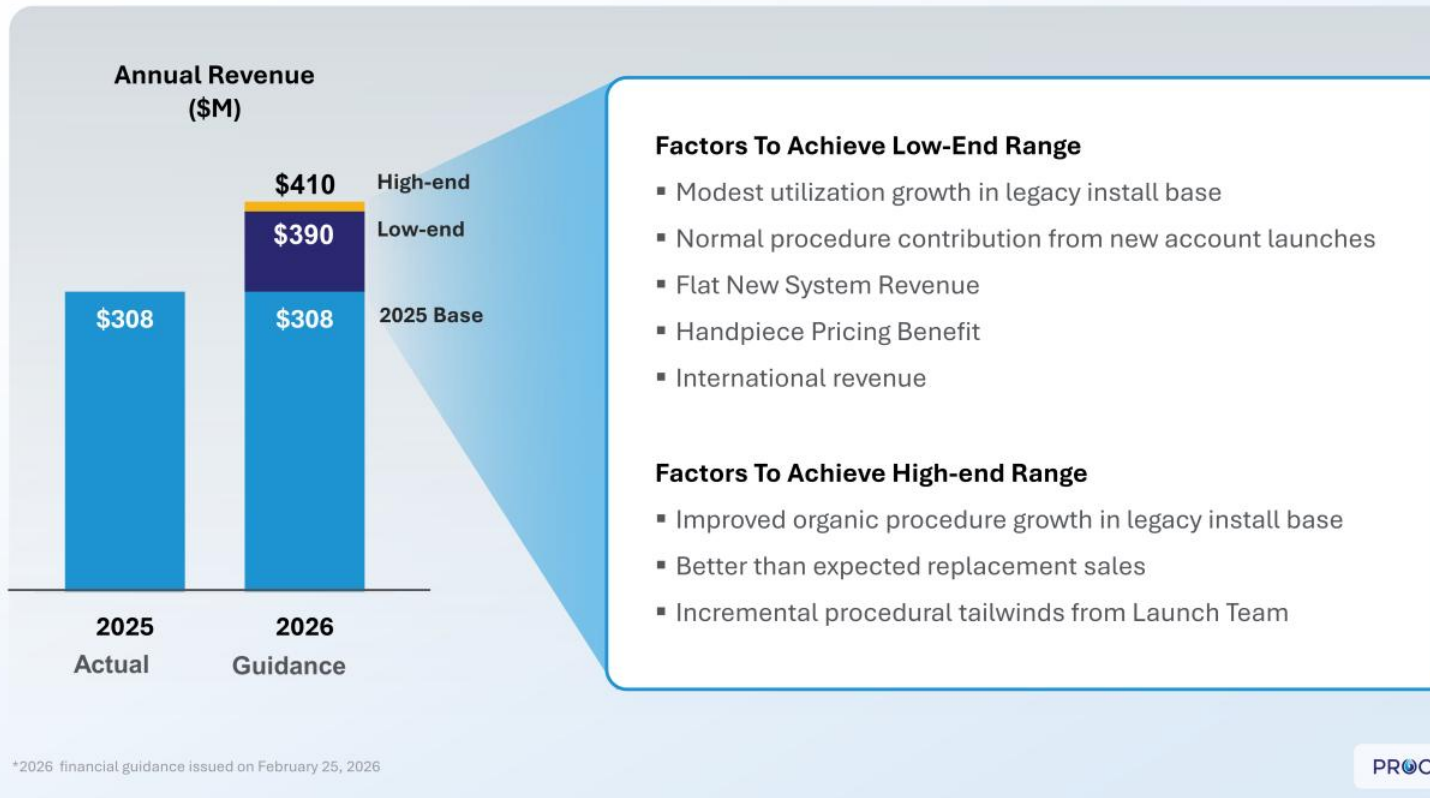 Annual Revenue
($M)
$410
High-end
$390
Low-end
$308
$308
2025 Base
2025
Actual
2026
Guidance
Factors To Achieve Low-End Range
▪ Modest utilization growth in legacy install base
▪ Normal procedure contribution from new account launches
▪ Flat New System Revenue
▪ Handpiece Pricing Benefit
▪ International revenue
Factors To Achieve High-end Range
▪ Improved organic procedure growth in legacy install base
▪ Better than expected replacement sales
▪ Incremental procedural tailwinds from Launch Team
*2026 financial guidance issued on February 25, 2026